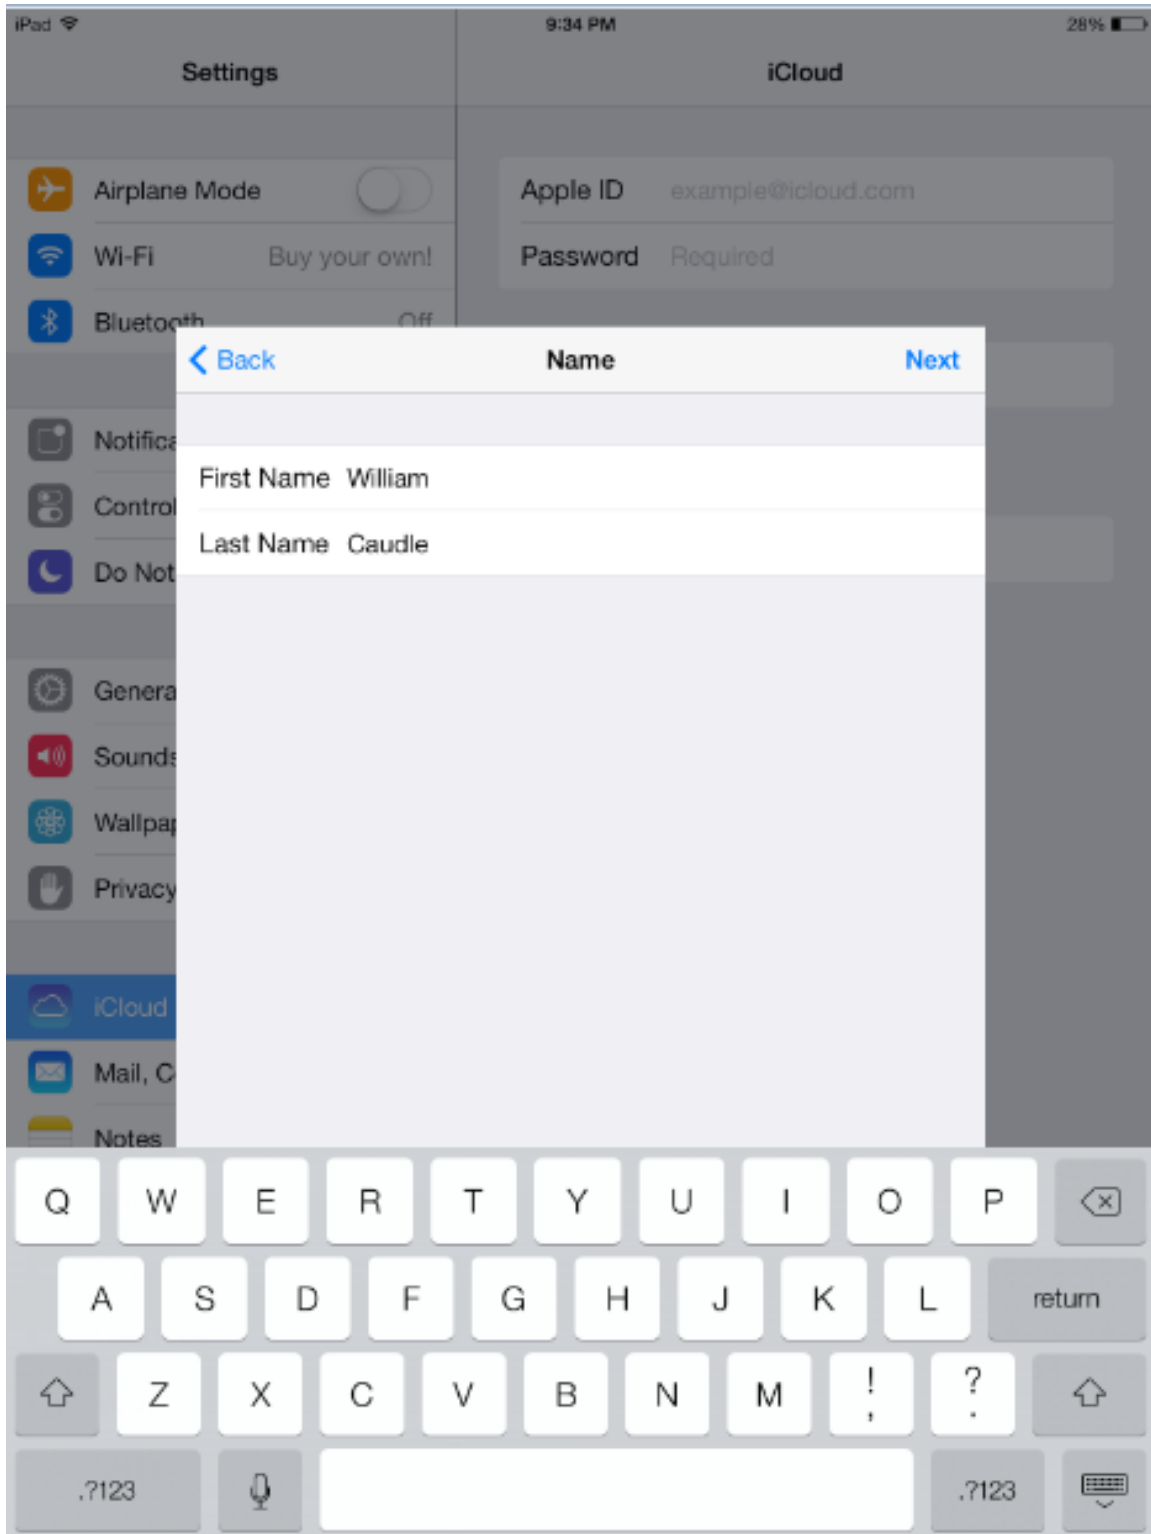 iPad 9:34 PM 28%
Settings iCloud
Airplane Mode Apple ID example@icloud.com
Wi-Fi Buy your own! Password Required
Bluetooth Off
Back Name Next
Notifica
First Name William
Control
Last Name Caudle
Do Not
Genera
Sounds
Wallpap
Privacy
iCloud
Mail, C
Notes
Q W E R T Y U I O P
A S D F G H J K L return
Z X C V B N M ! , ? .
.?123 .?123